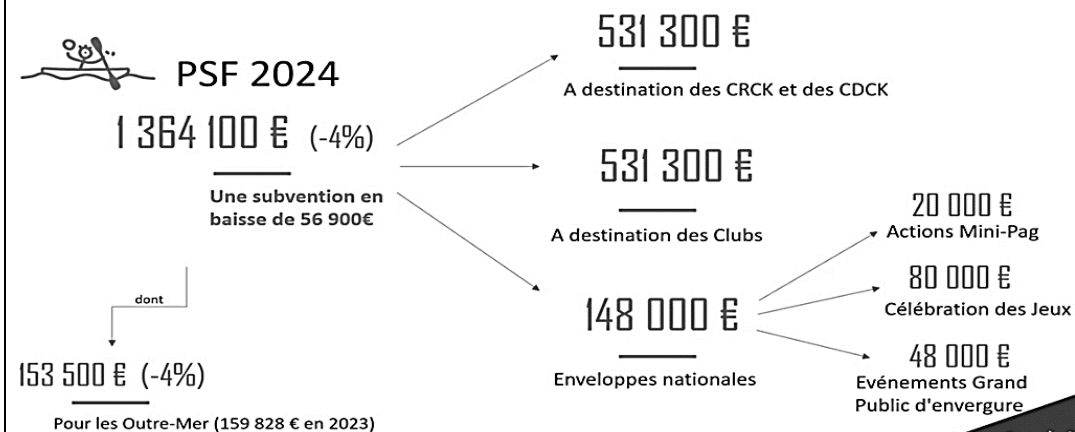 PSF 2024
1 364 100 € (-4%)
Une subvention en
baisse de 56 900€
dont
153 500 € (-4%)
Pour les Outre-Mer (159 828 € en 2023)
531 300 €
A destination des CRCK et des CDCK
531 300 €
A destination des Clubs
148 000 €
Enveloppes nationales
20 000 €
Actions Mini-Pag
80 000 €
Célébration des Jeux
48 000 €
Evénements Grand
Public d'envergure